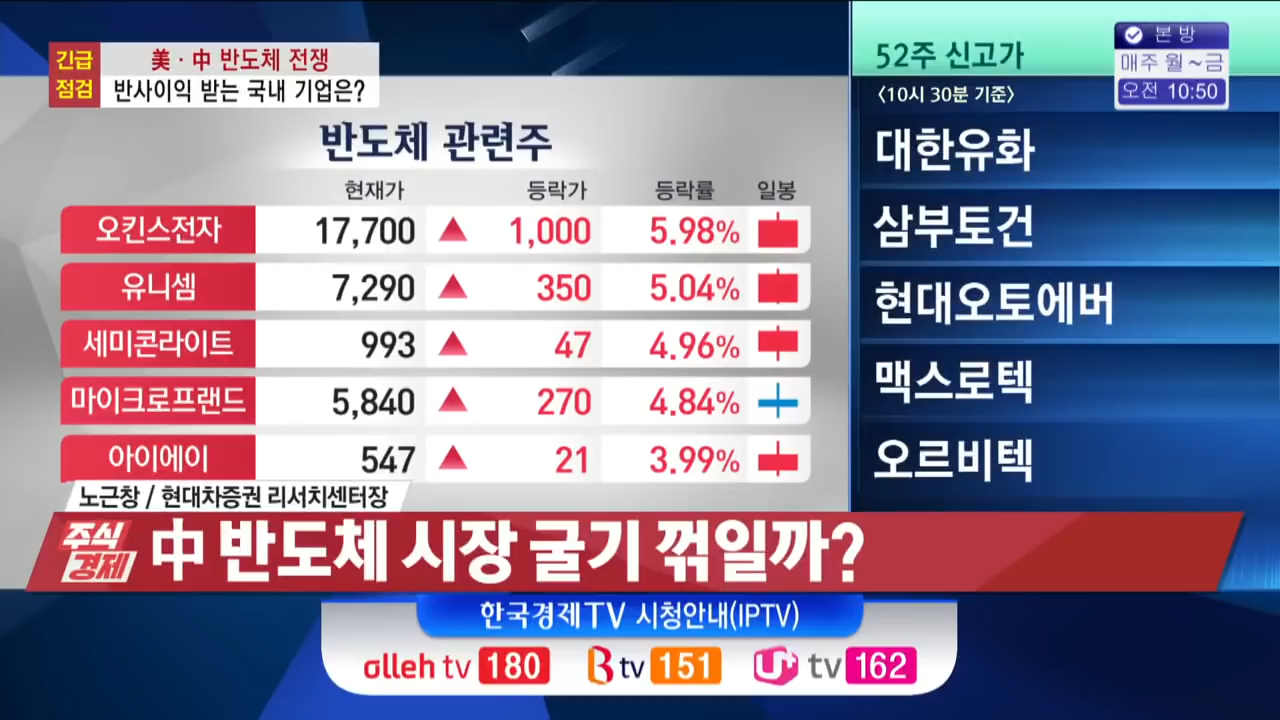 긴급
점검
美·中 반도체 전쟁
반사이익 받는 국내 기업은?
반도체 관련주
현재가 등락가 등락률 일봉
오킨스전자 17,700 ▲ 1,000 5.98%
유니셈 7,290 ▲ 350 5.04%
세미콘라이트 993 ▲ 47 4.96%
마이크로프랜드 5,840 ▲ 270 4.84%
아이에이 547 ▲ 21 3.99%
52주 신고가
〈10시 30분 기준〉
대한유화
삼부토건
현대오토에버
맥스로텍
오르비텍
본방
매주 월~금
오전 10:50
노근창 / 현대차증권 리서치센터장
주식
경제
中 반도체 시장 굴기 꺾일까?
한국경제TV 시청안내(IPTV)
alleh tv 180 B tv 151 U+ tv 162